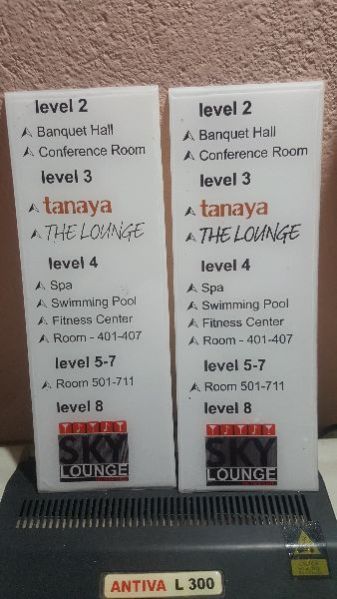 level 2
Banquet Hall
Conference Room
level 3
tanaya
THE LOUNGE
level 4
Spa
Swimming Pool
Fitness Center
Room - 401-407
level 5-7
Room 501-711
level 8
SKY
LOUNGE
level 2
Banquet Hall
Conference Room
level 3
tanaya
THE LOUNGE
level 4
Spa
Swimming Pool
Fitness Center
Room - 401-407
level 5-7
Room 501-711
level 8
SKY
LOUNGE
ANTIVA L 300